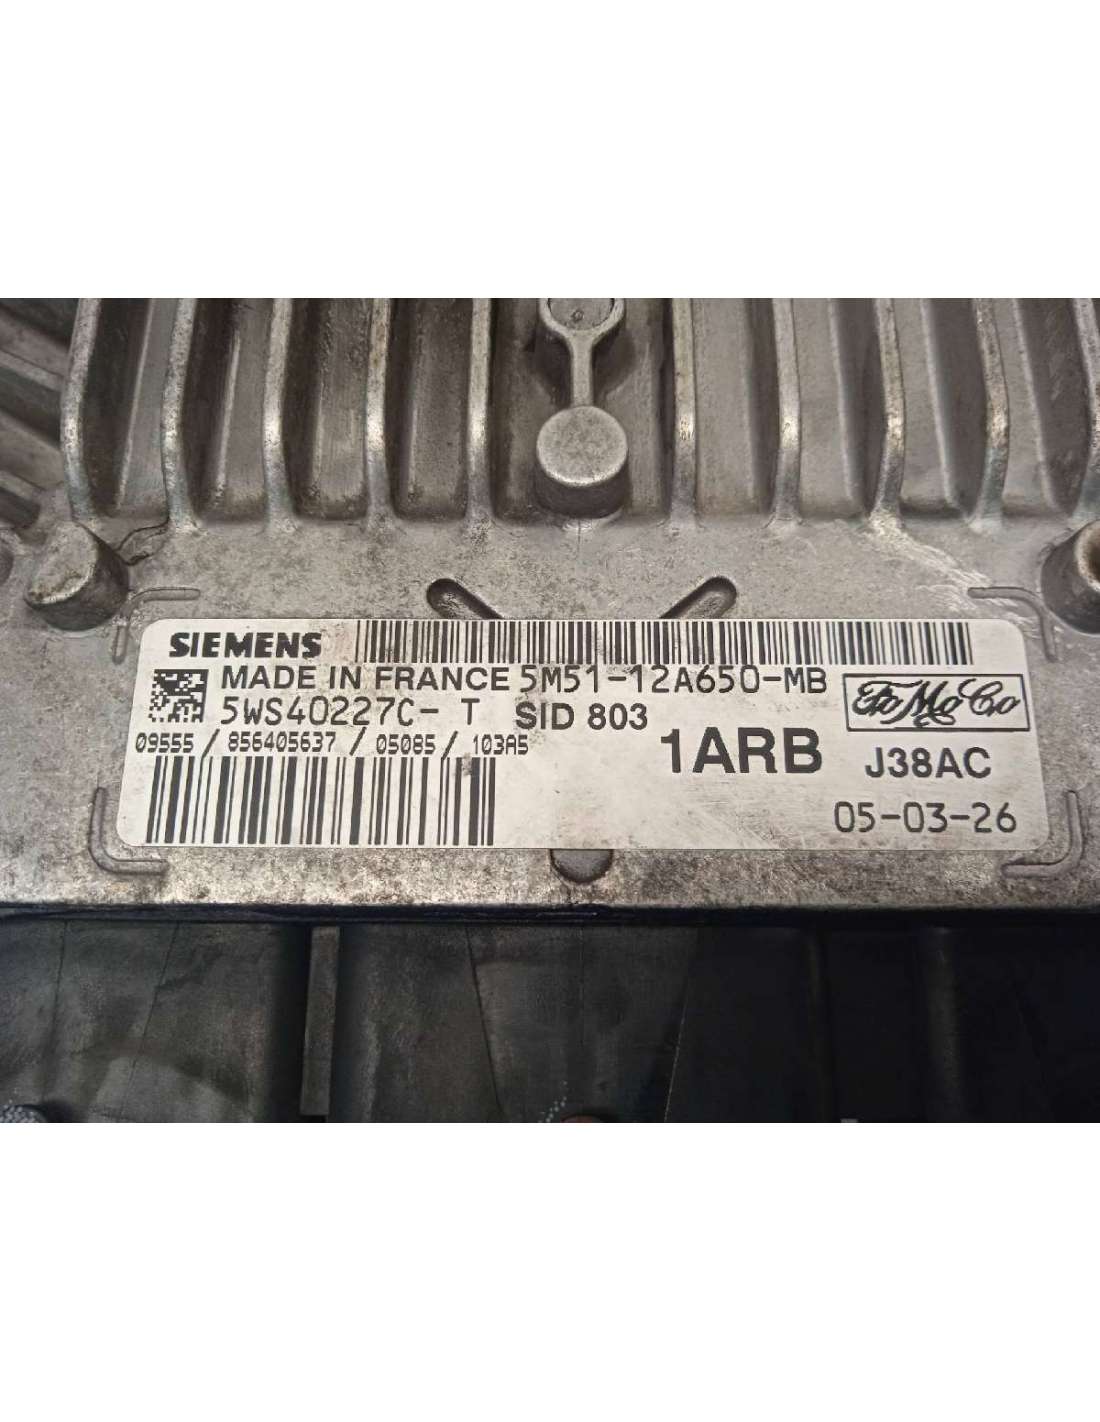 SIEMENS
MADE IN FRANCE 5M51-12A650-MB
5WS40227C- T SID 803
FoMoCo
09555 / 856405637 / 05085 / 103A5
1ARB J38AC
05-03-26